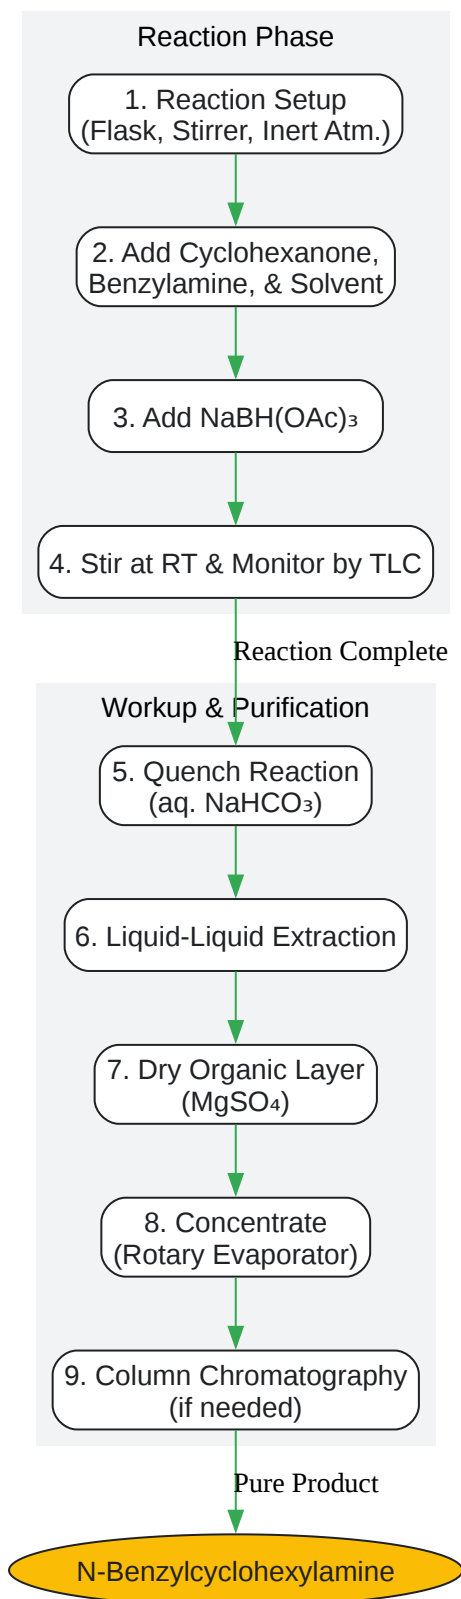 Reaction Phase
1. Reaction Setup
(Flask, Stirrer, Inert Atm.)
2. Add Cyclohexanone,
Benzylamine, & Solvent
3. Add NaBH(OAc)₃
4. Stir at RT & Monitor by TLC
Reaction Complete
Workup & Purification
5. Quench Reaction
(aq. NaHCO₃)
6. Liquid-Liquid Extraction
7. Dry Organic Layer
(MgSO₄)
8. Concentrate
(Rotary Evaporator)
9. Column Chromatography
(if needed)
Pure Product
N-Benzylcyclohexylamine